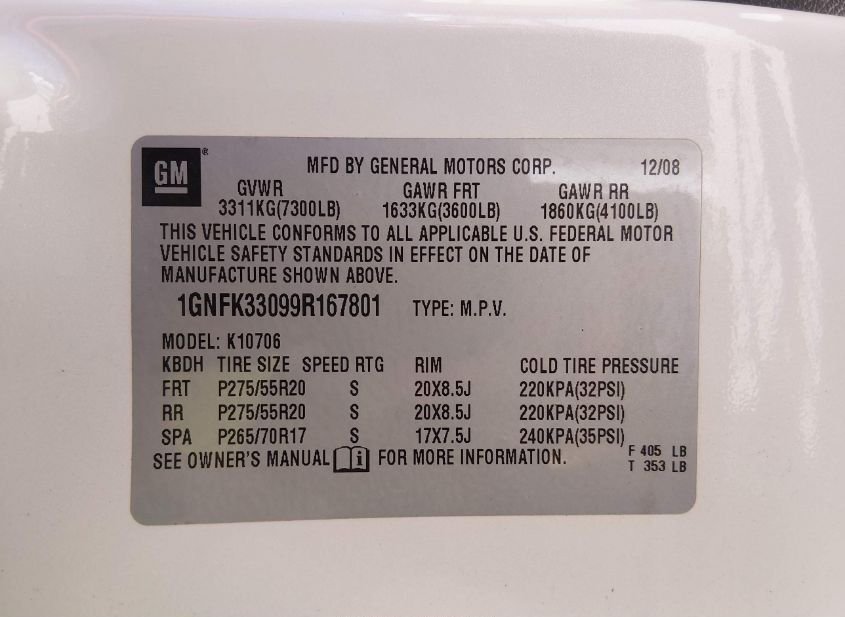 GM®
MFD BY GENERAL MOTORS CORP. 12/08
GVWR GAWR FRT GAWR RR
3311KG(7300LB) 1633KG(3600LB) 1860KG(4100LB)
THIS VEHICLE CONFORMS TO ALL APPLICABLE U.S. FEDERAL MOTOR
VEHICLE SAFETY STANDARDS IN EFFECT ON THE DATE OF
MANUFACTURE SHOWN ABOVE.
1GNFK33099R167801 TYPE: M.P.V.
MODEL: K10706
KBDH TIRE SIZE SPEED RTG RIM COLD TIRE PRESSURE
FRT P275/55R20 S 20X8.5J 220KPA(32PSI)
RR P275/55R20 S 20X8.5J 220KPA(32PSI)
SPA P265/70R17 S 17X7.5J 240KPA(35PSI)
SEE OWNER'S MANUAL i FOR MORE INFORMATION.
F 405 LB
T 353 LB